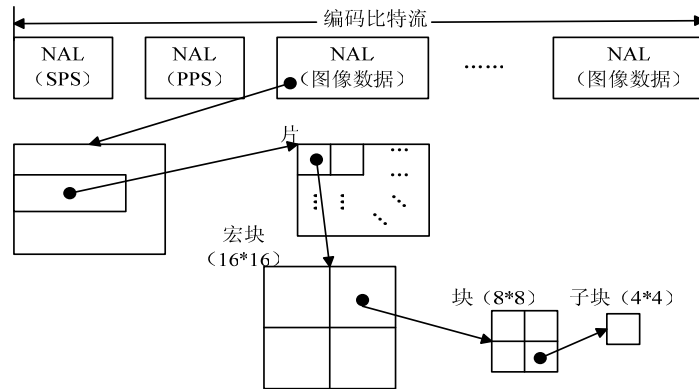 编码比特流
NAL
（SPS）
NAL
（PPS）
NAL
（图像数据）
……
NAL
（图像数据）
片
宏块
（16*16）
块（8*8）
子块（4*4）